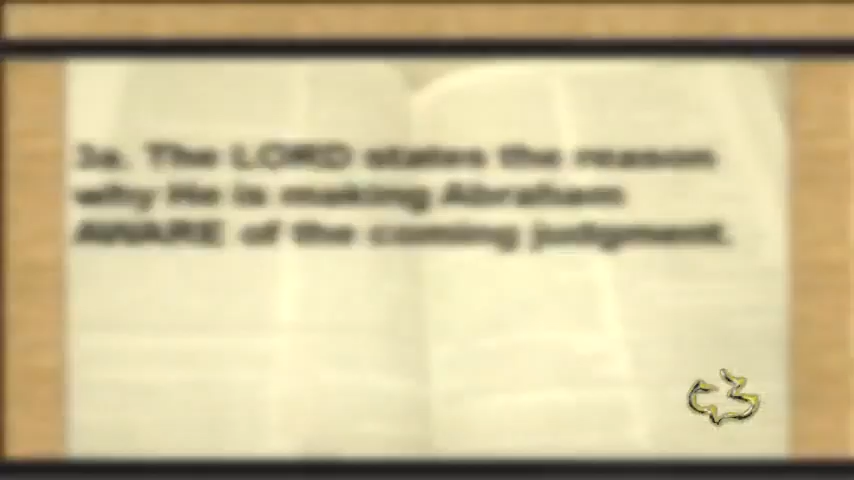 3a. The LORD states the reason
why He is making Abraham
AWARE of the coming judgment.